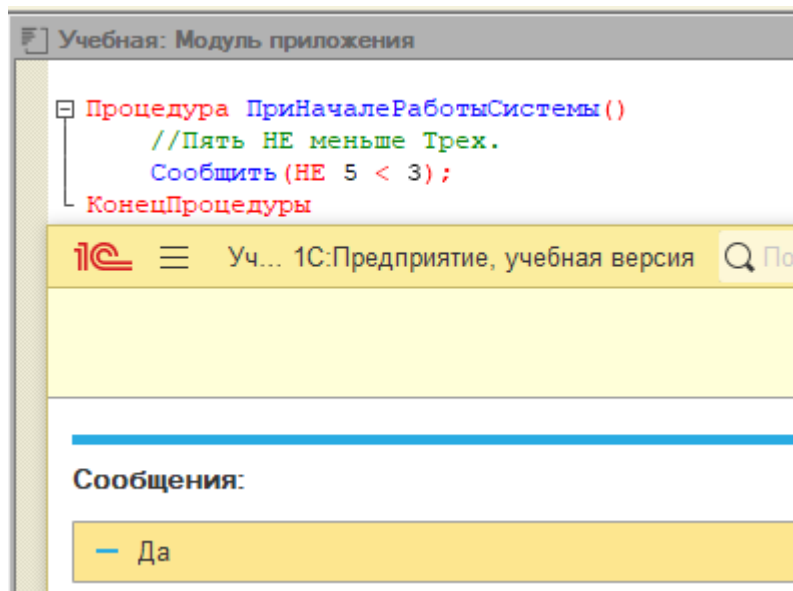 Учебная: Модуль приложения
Процедура ПриНачалеРаботыСистемы()
//Пять НЕ меньше Трех.
Сообщить(НЕ 5 < 3);
КонецПроцедуры
1С Уч... 1С:Предприятие, учебная версия По
Сообщения:
– Да